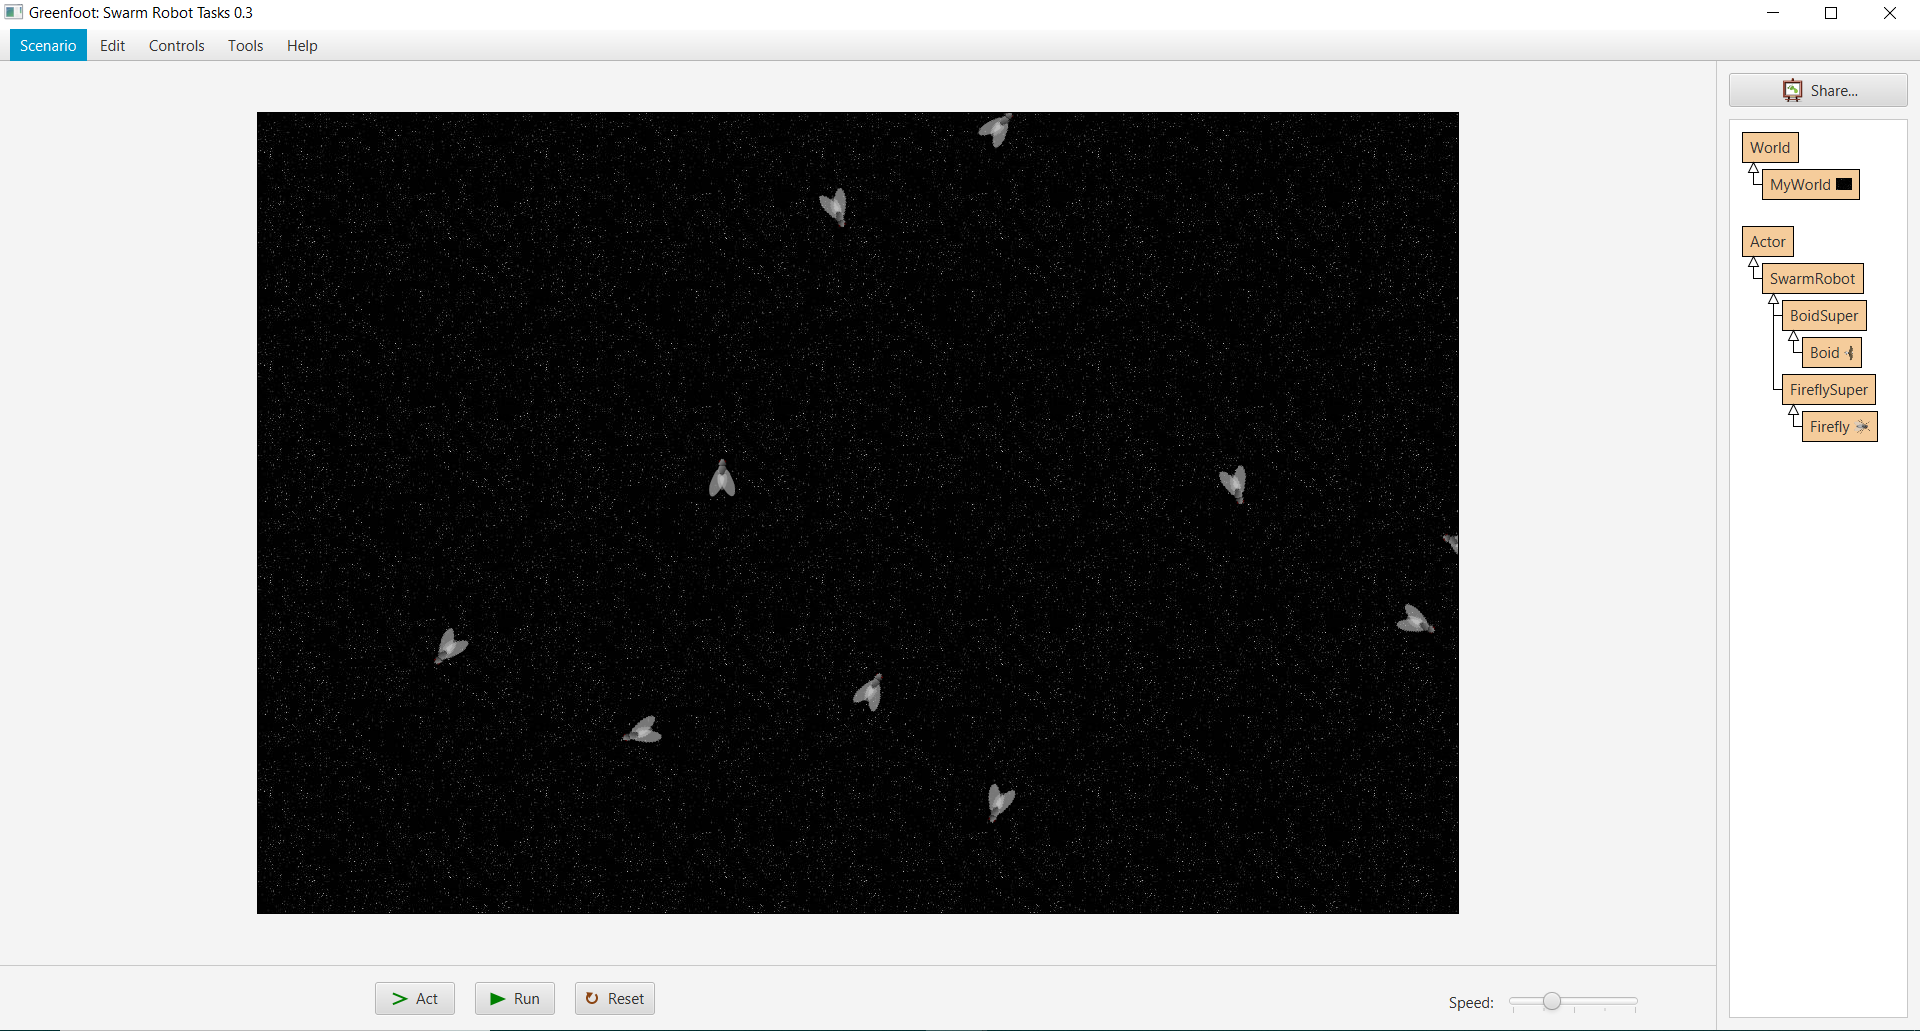 Greenfoot: Swarm Robot Tasks 0.3
Scenario Edit Controls Tools Help
Share...
World
MyWorld
Actor
SwarmRobot
BoidSuper
Boid
FireflySuper
Firefly
Act Run Reset Speed: